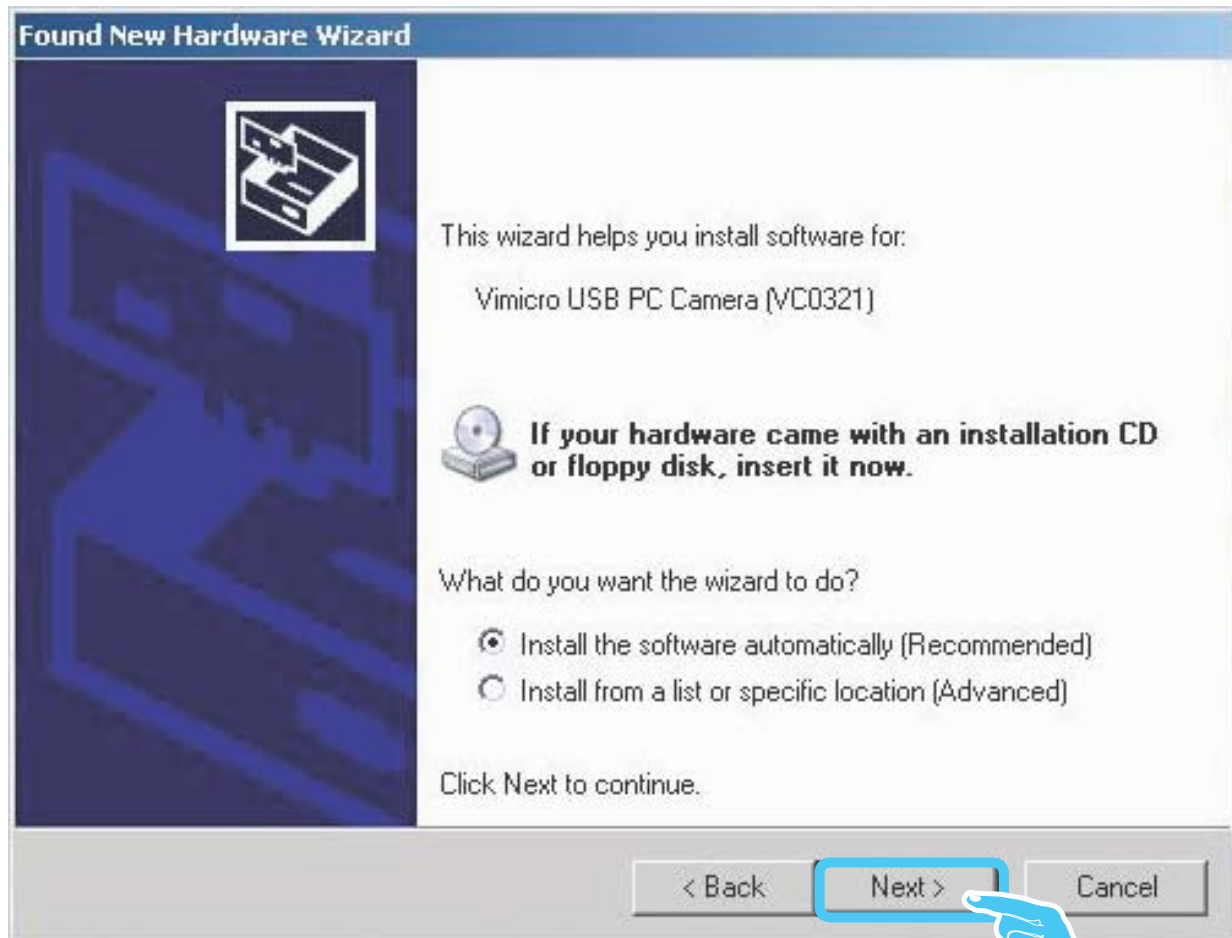 Found New Hardware Wizard
This wizard helps you install software for:
Vimicro USB PC Camera (VC0321)
If your hardware came with an installation CD
or floppy disk, insert it now.
What do you want the wizard to do?
Install the software automatically (Recommended)
Install from a list or specific location (Advanced)
Click Next to continue.
< Back Next > Cancel